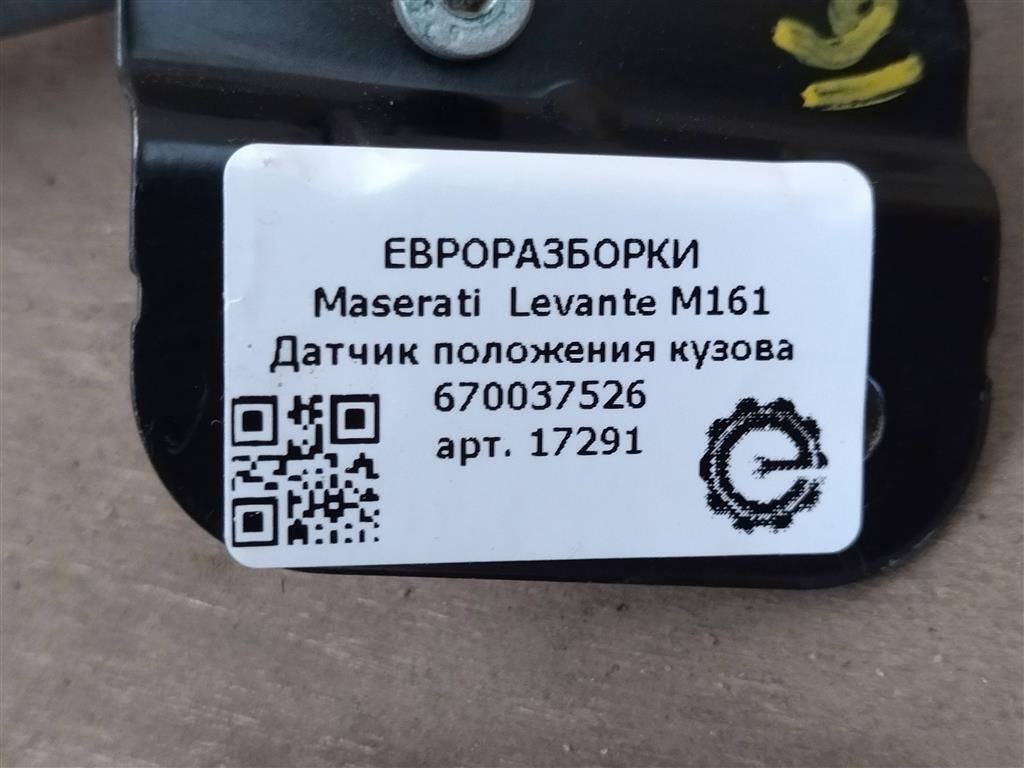 ЕВРОРАЗБОРКИ
Maserati Levante M161
Датчик положения кузова
670037526
арт. 17291